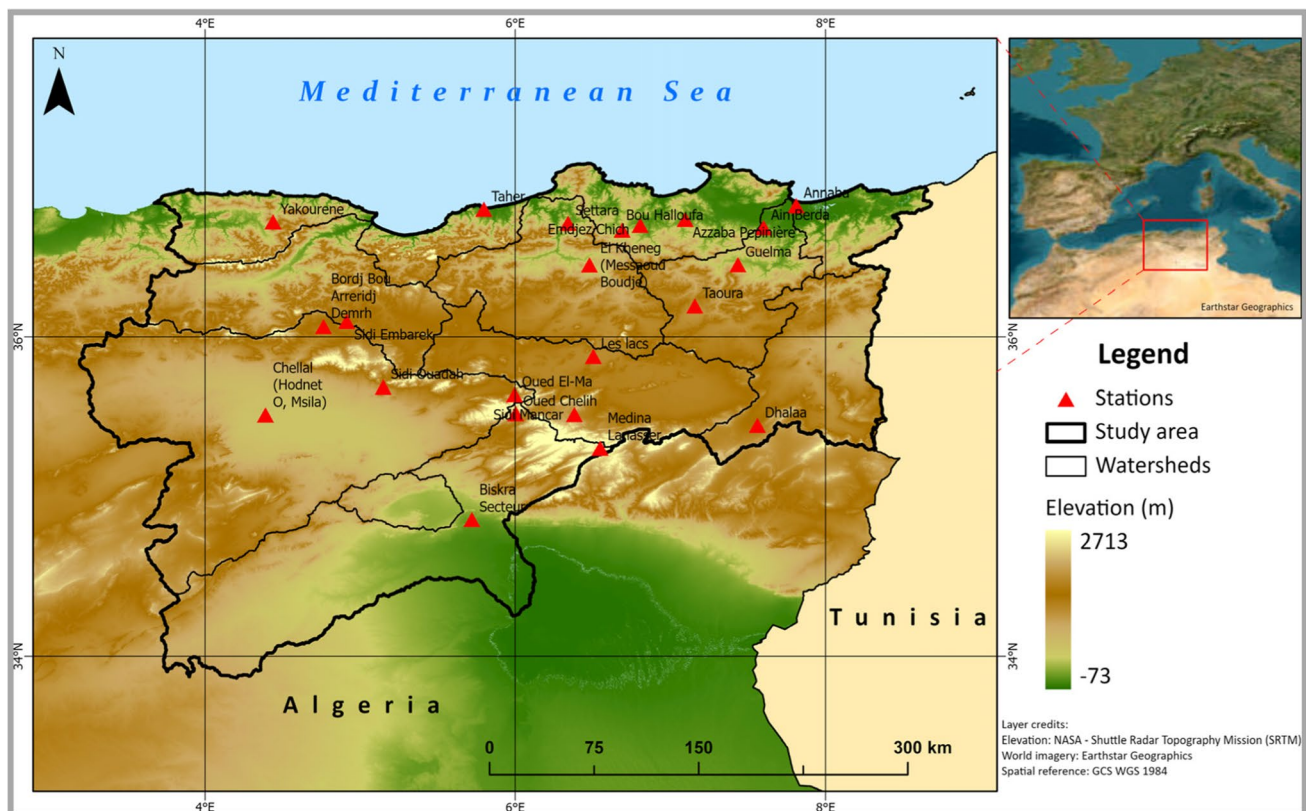 4°E
6°E
8°E
N
Mediterranean Sea
Yakourene
Taher
Annaba
Settara
Bou Halloufa
Ain Berda
Emdjez Chich
Azzaba Pepinière
El Kheneg
(Messaoud
Boudje)
Guelma
Bordj Bou
Arreridj
Demrh
Taoura
Sidi Embarek
36°N
36°N
Les lacs
Chellal
(Hodnet
O, Msila)
Sidi Ouadah
Oued El-Ma
Oued Chelih
Sidi Mancar
Medina
Lahasser
Dhalaa
Biskra
Secteur
Tunisia
34°N
34°N
Algeria
0
75
150
300 km
4°E
6°E
8°E
Earthstar Geographics
Legend
Stations
Study area
Watersheds
Elevation (m)
2713
-73
Layer credits:
Elevation: NASA - Shuttle Radar Topography Mission (SRTM)
World imagery: Earthstar Geographics
Spatial reference: GCS WGS 1984